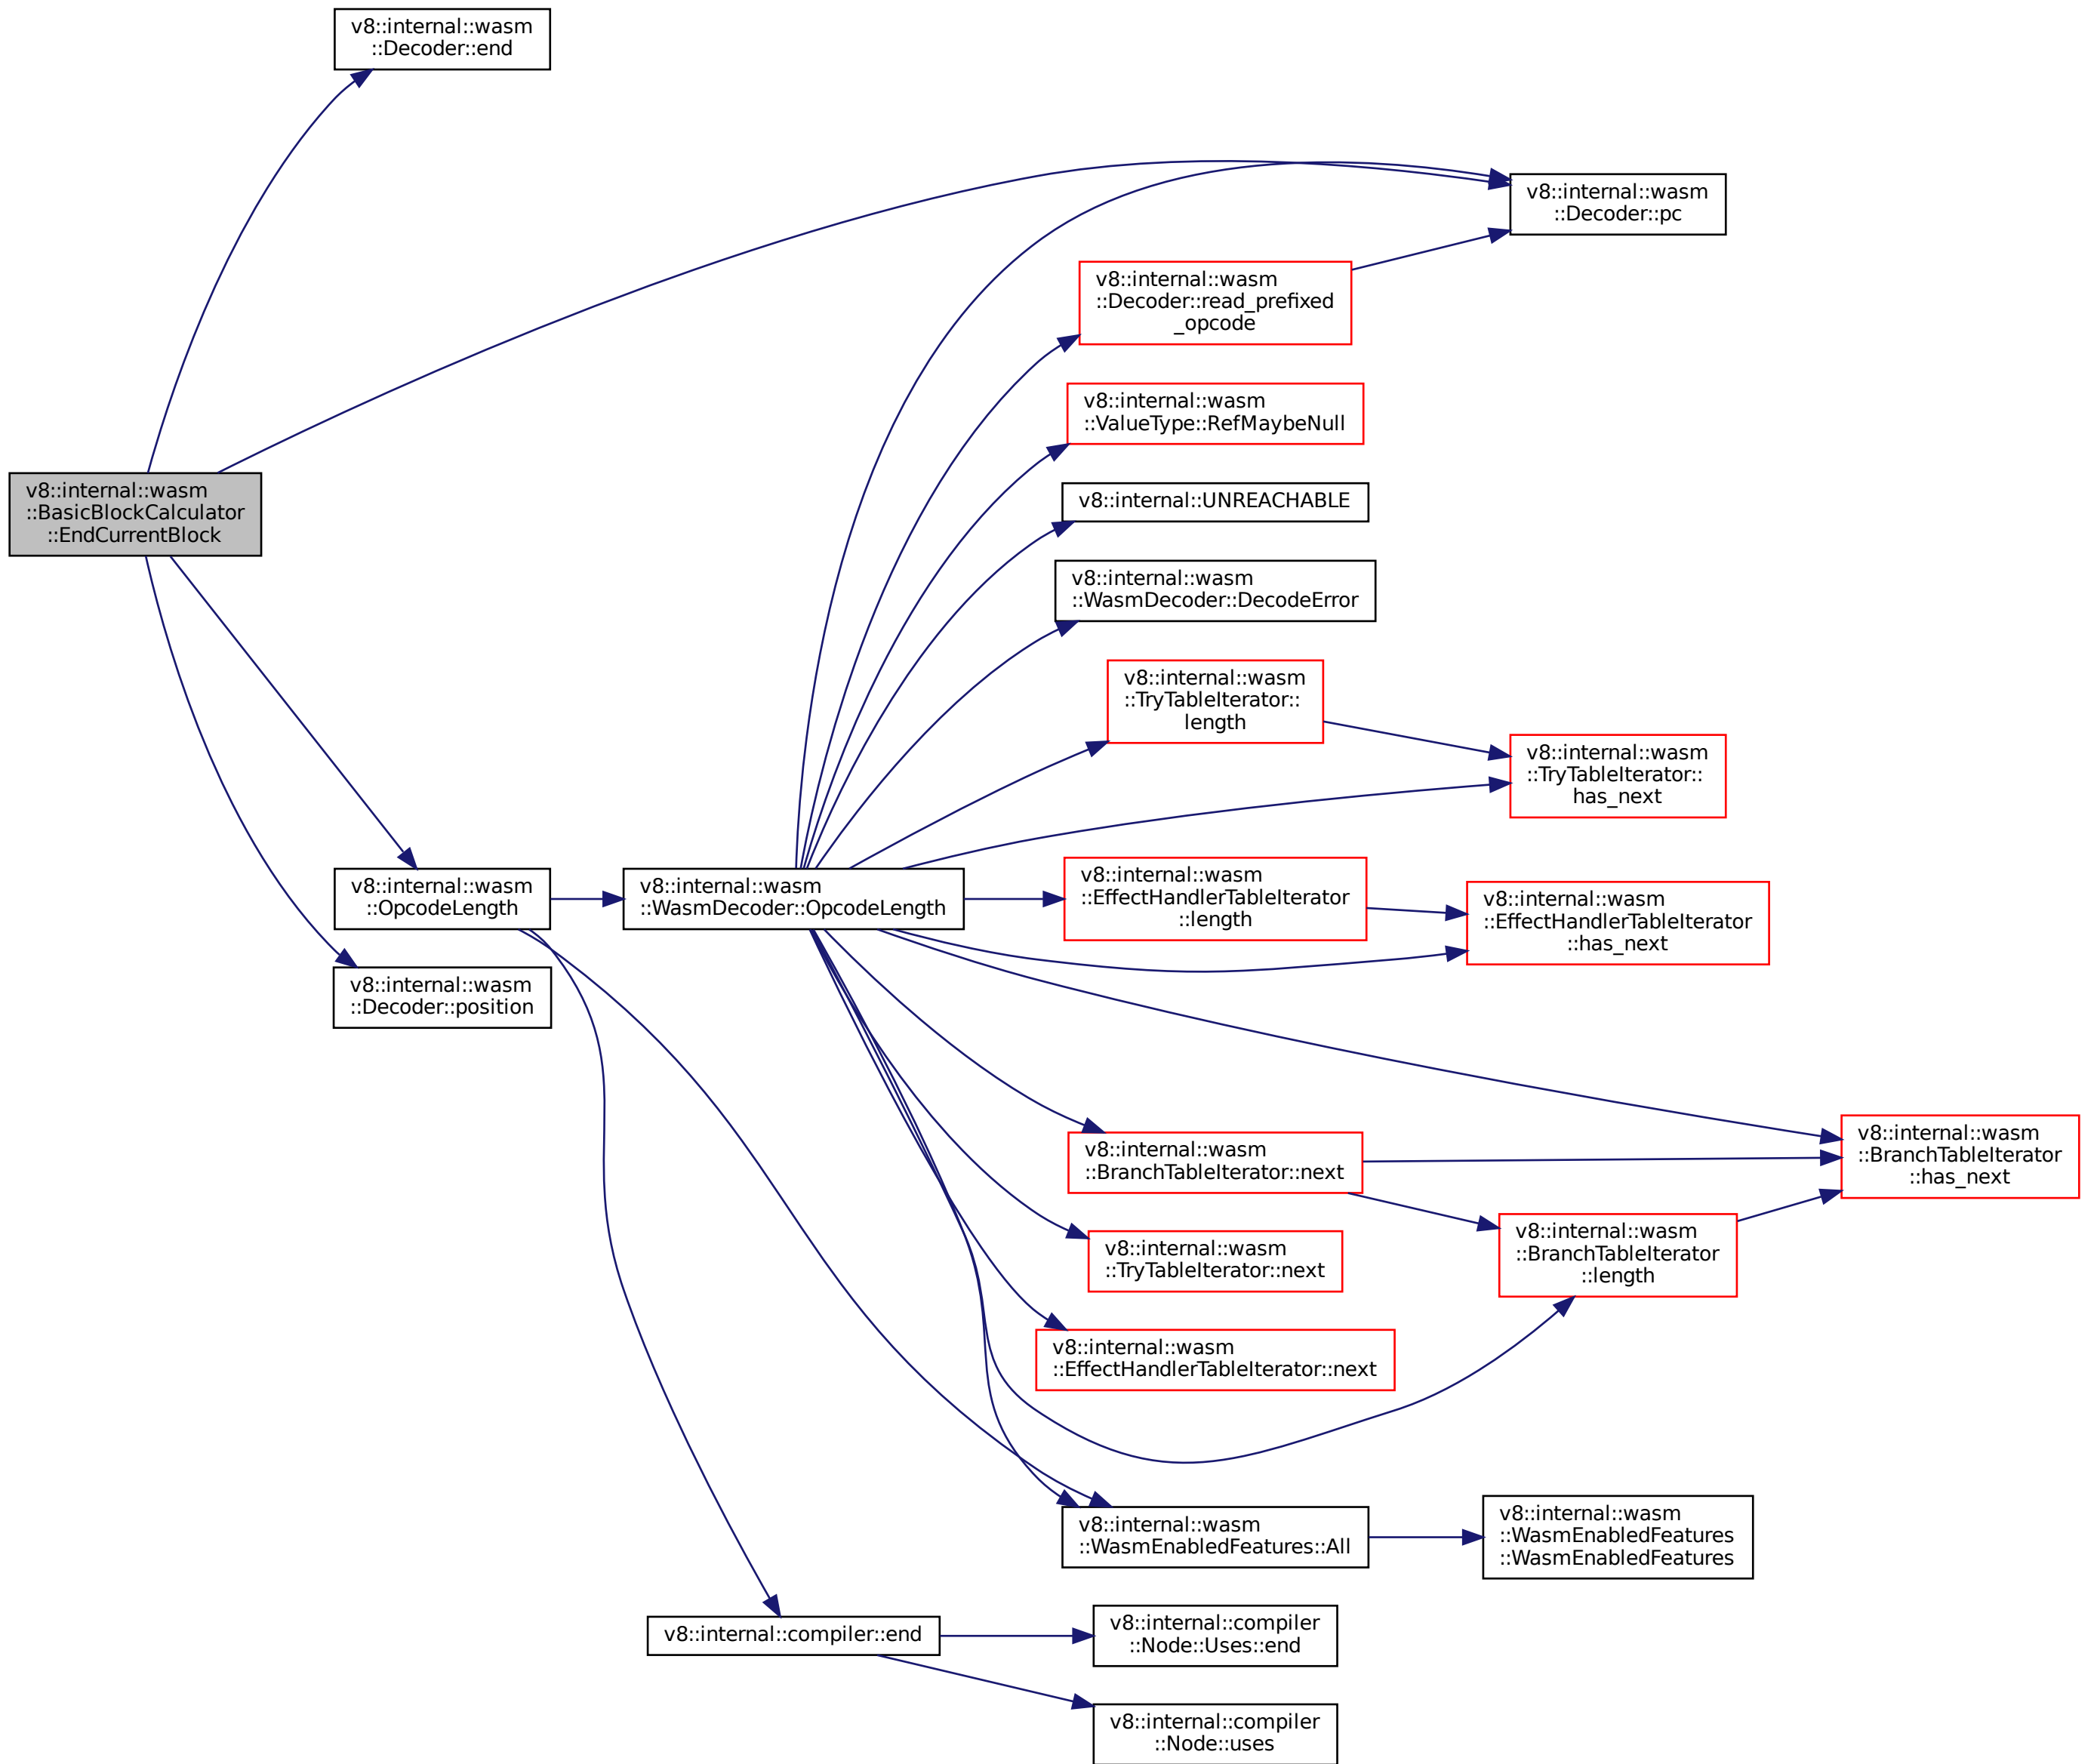 v8::internal::wasm
::Decoder::end
v8::internal::wasm
::Decoder::pc
v8::internal::wasm
::Decoder::read_prefixed
_opcode
v8::internal::wasm
::ValueType::RefMaybeNull
v8::internal::wasm
::BasicBlockCalculator
::EndCurrentBlock
v8::internal::UNREACHABLE
v8::internal::wasm
::WasmDecoder::DecodeError
v8::internal::wasm
::TryTableIterator::
length
v8::internal::wasm
::TryTableIterator::
has_next
v8::internal::wasm
::OpcodeLength
v8::internal::wasm
::WasmDecoder::OpcodeLength
v8::internal::wasm
::EffectHandlerTableIterator
::length
v8::internal::wasm
::EffectHandlerTableIterator
::has_next
v8::internal::wasm
::Decoder::position
v8::internal::wasm
::BranchTableIterator::next
v8::internal::wasm
::BranchTableIterator
::has_next
v8::internal::wasm
::TryTableIterator::next
v8::internal::wasm
::BranchTableIterator
::length
v8::internal::wasm
::EffectHandlerTableIterator::next
v8::internal::wasm
::WasmEnabledFeatures::All
v8::internal::wasm
::WasmEnabledFeatures
::WasmEnabledFeatures
v8::internal::compiler::end
v8::internal::compiler
::Node::Uses::end
v8::internal::compiler
::Node::uses